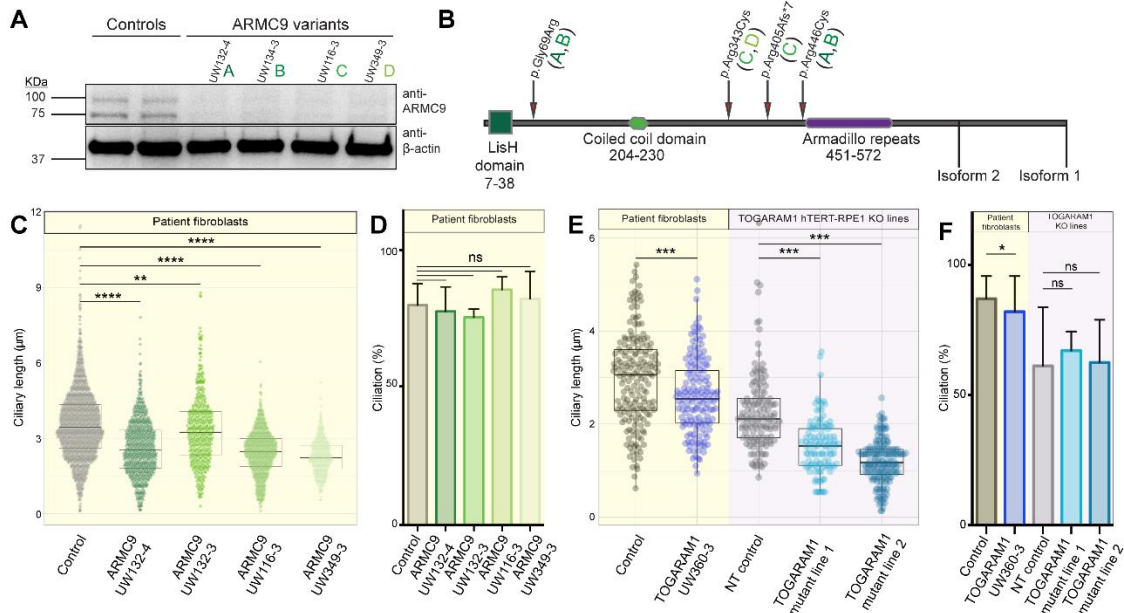 A
Controls
ARMC9 variants
UW132-4
A
UW134-3
B
UW116-3
C
UW349-3
D
KDa
100
75
37
anti-
ARMC9
anti-
β-actin
B
p.Gly69Arg
(A,B)
p.Arg343Cys
(C,D)
p.Arg405Afs*7
(C)
p.Arg446Cys
(A,B)
LisH
domain
7-38
Coiled coil domain
204-230
Armadillo repeats
451-572
Isoform 2
Isoform 1
C
Patient fibroblasts
Ciliary length (μm)
12
9
6
3
0
****
****
**
****
Control
ARMC9
UW132-4
ARMC9
UW132-3
ARMC9
UW116-3
ARMC9
UW349-3
D
Patient fibroblasts
Ciliation (%)
100
50
0
ns
Control
ARMC9
UW132-4
ARMC9
UW132-3
ARMC9
UW116-3
ARMC9
UW349-3
E
Patient fibroblasts
TOGARAM1 hTERT-RPE1 KO lines
Ciliary length (μm)
6
4
2
0
***
***
***
Control
TOGARAM1
UW360-3
NT control
TOGARAM1
mutant line 1
TOGARAM1
mutant line 2
F
Patient
fibroblasts
TOGARAM1
KO lines
Ciliation (%)
100
50
0
*
ns
ns
Control
TOGARAM1
UW360-3
NT control
TOGARAM1
mutant line 1
TOGARAM1
mutant line 2